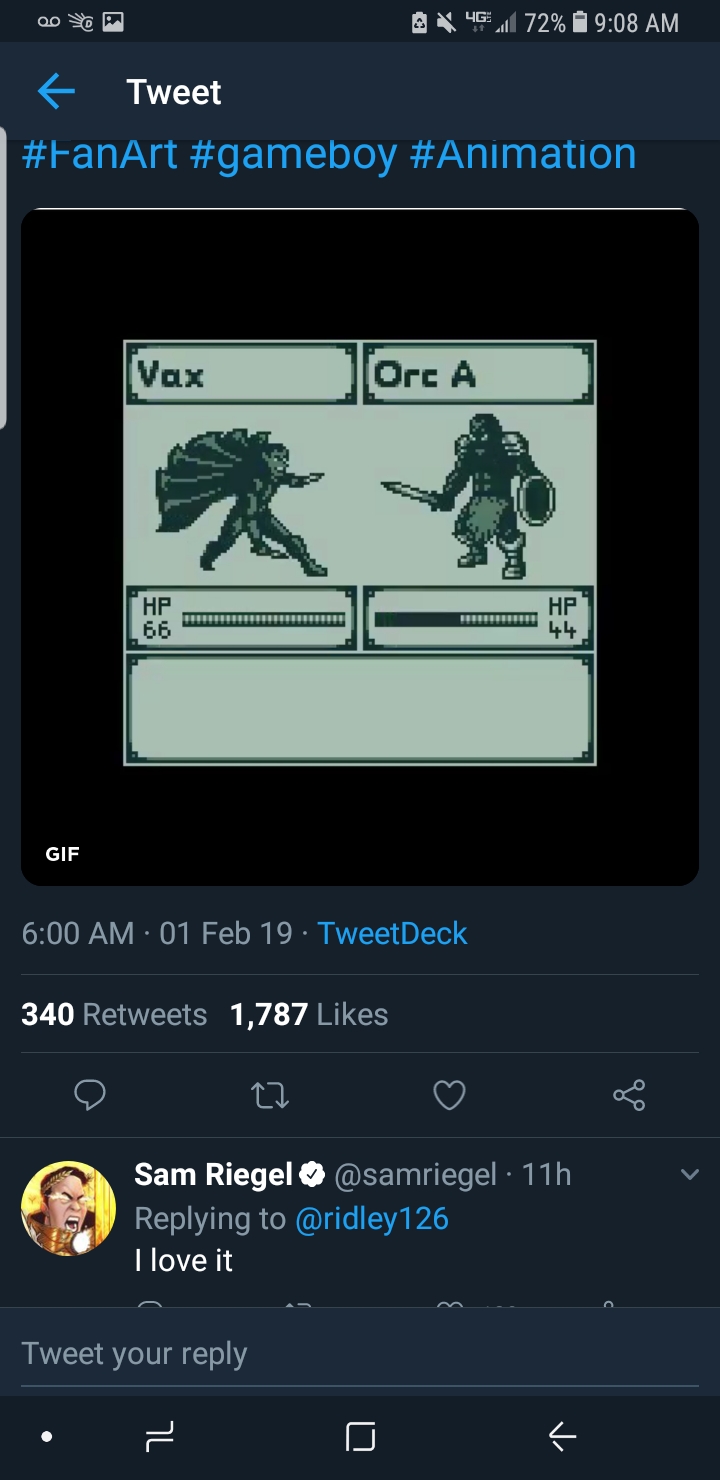 4G 72% 9:08 AM
Tweet
#FanArt #gameboy #Animation
Vax
Orc A
HP
66
HP
44
GIF
6:00 AM · 01 Feb 19 · TweetDeck
340 Retweets 1,787 Likes
Sam Riegel @samriegel · 11h
Replying to @ridley126
I love it
Tweet your reply